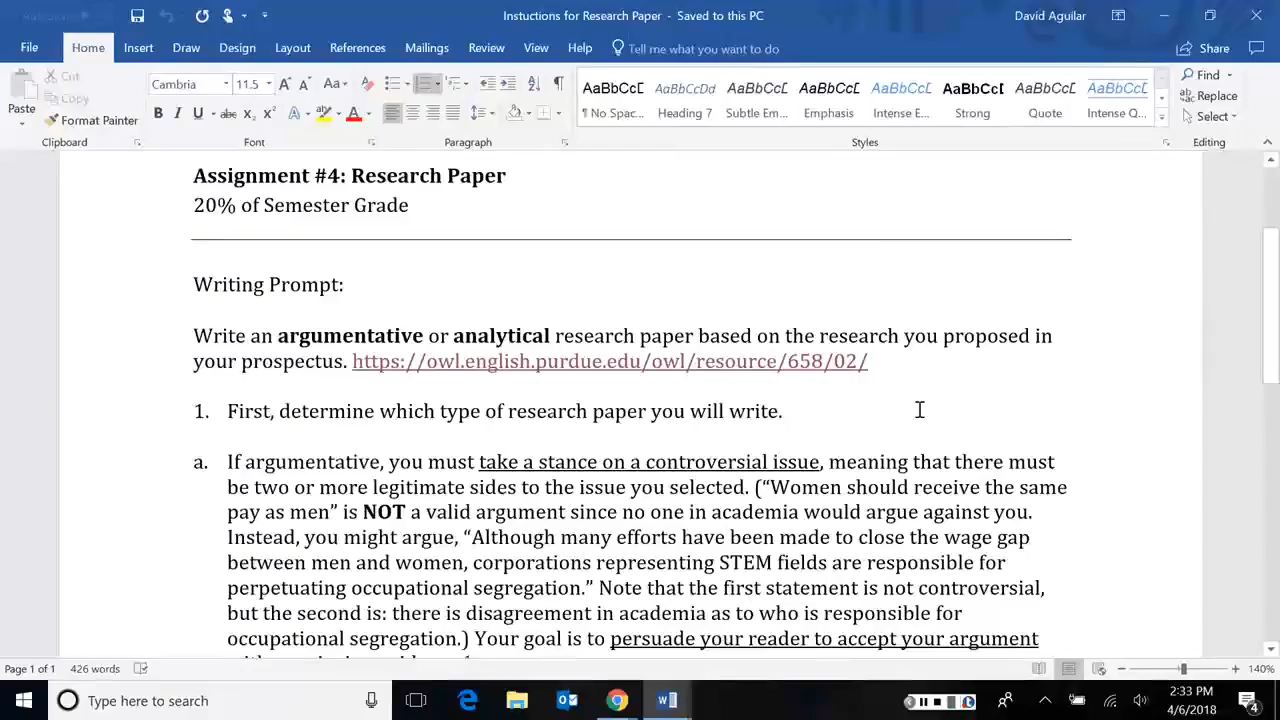 Instuctions for Research Paper - Saved to this PC
David Aguilar
File Home Insert Draw Design Layout References Mailings Review View Help Tell me what you want to do Share
Paste
Cut
Copy
Format Painter
Clipboard
Cambria 11.5
Font
Paragraph
AaBbCcD AaBbCcDd AaBbCcD AaBbCcD AaBbCcD AaBbCcD AaBbCcD AaBbCcD
¶ No Spac... Heading 7 Subtle Em... Emphasis Intense E... Strong Quote Intense Q...
Styles
Find
Replace
Select
Editing
Assignment #4: Research Paper
20% of Semester Grade
Writing Prompt:
Write an argumentative or analytical research paper based on the research you proposed in
your prospectus. https://owl.english.purdue.edu/owl/resource/658/02/
1. First, determine which type of research paper you will write.
a. If argumentative, you must take a stance on a controversial issue, meaning that there must
be two or more legitimate sides to the issue you selected. (“Women should receive the same
pay as men” is NOT a valid argument since no one in academia would argue against you.
Instead, you might argue, “Although many efforts have been made to close the wage gap
between men and women, corporations representing STEM fields are responsible for
perpetuating occupational segregation.” Note that the first statement is not controversial,
but the second is: there is disagreement in academia as to who is responsible for
occupational segregation.) Your goal is to persuade your reader to accept your argument
Page 1 of 1 426 words
140%
Type here to search
2:33 PM
4/6/2018
4